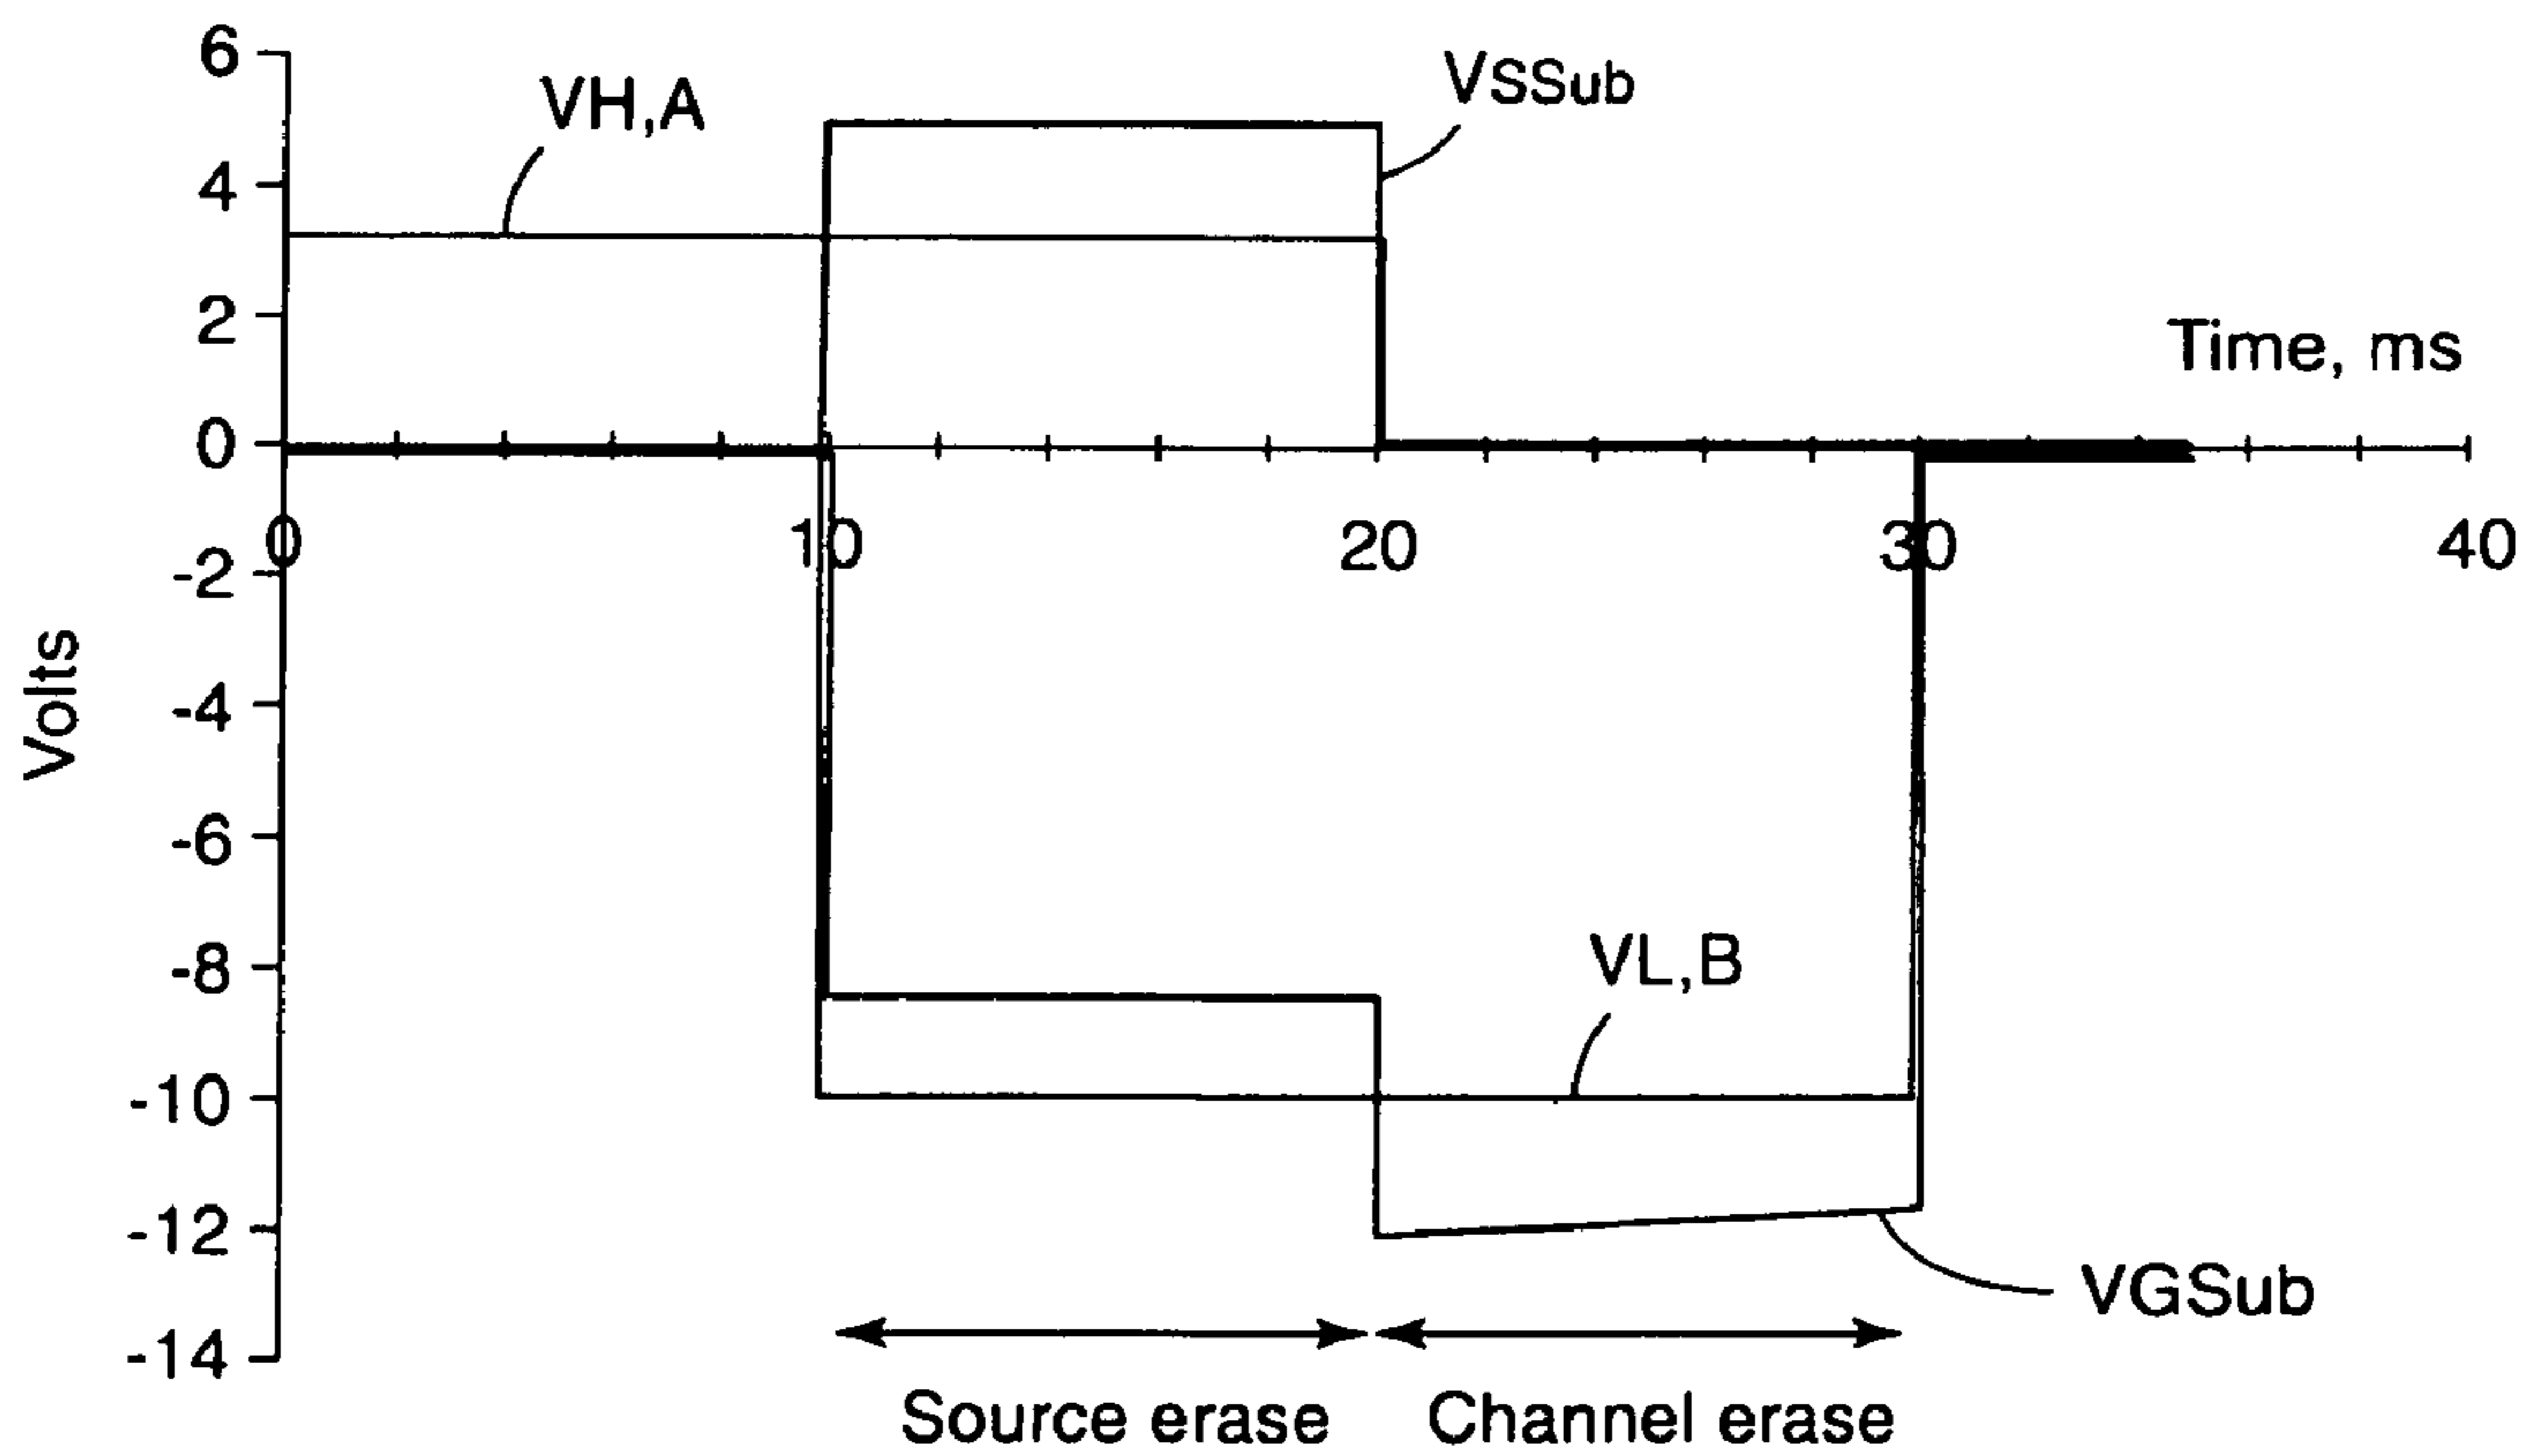 6
VH,A
VSSub
4
2
Time, ms
0
0
10
20
30
40
-2
Volts
-4
-6
-8
VL,B
-10
-12
VGSub
-14
Source erase
Channel erase